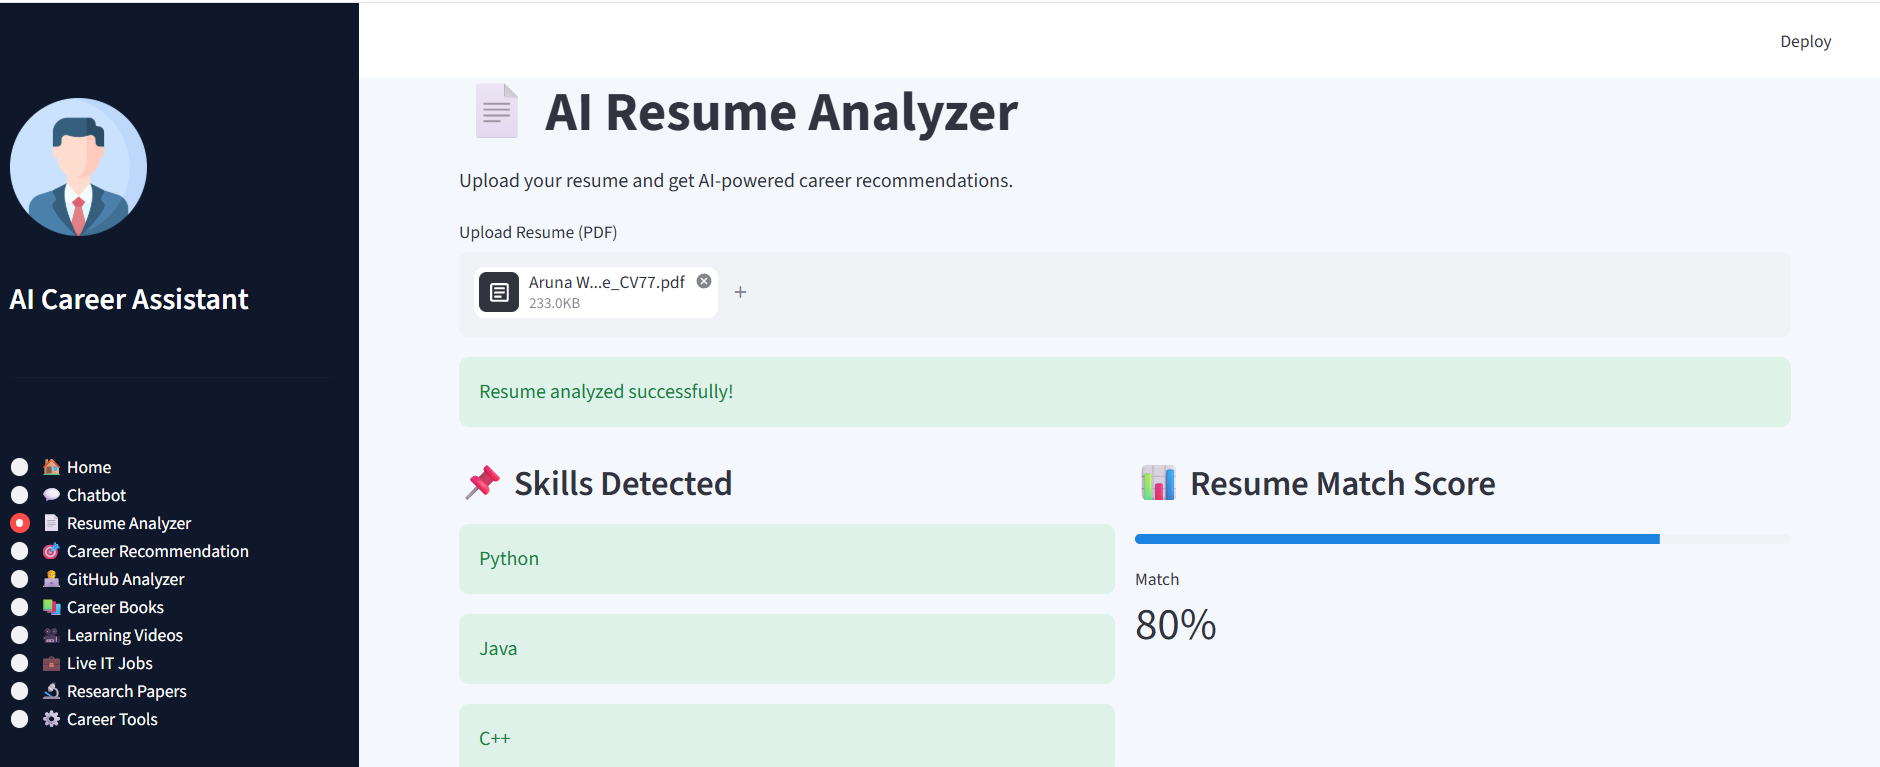 Deploy
AI Career Assistant
Home
Chatbot
Resume Analyzer
Career Recommendation
GitHub Analyzer
Career Books
Learning Videos
Live IT Jobs
Research Papers
Career Tools
AI Resume Analyzer
Upload your resume and get AI-powered career recommendations.
Upload Resume (PDF)
Aruna W...e_CV77.pdf
233.0KB
Resume analyzed successfully!
Skills Detected
Python
Java
C++
Resume Match Score
Match
80%